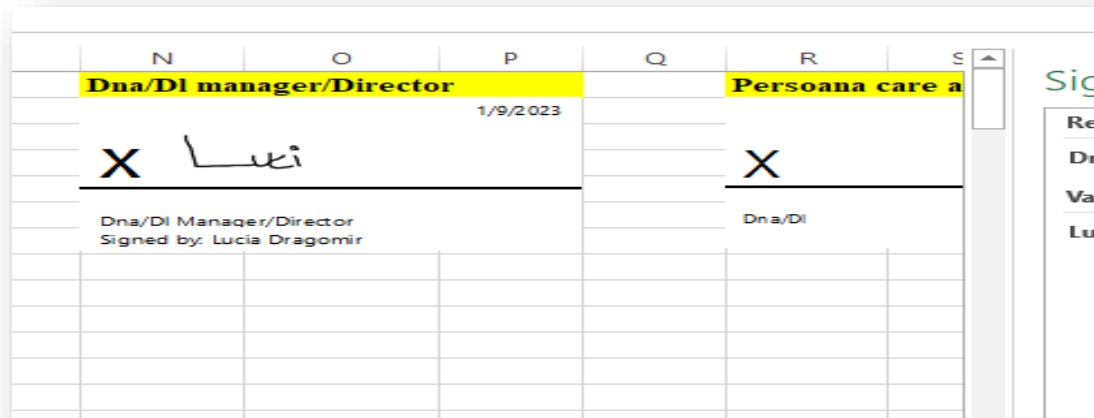 N O P Q R S
Dna/Dl manager/Director
Persoana care a
1/9/2023
X Luci
X
Dna/Dl Manager/Director
Signed by: Lucia Dragomir
Dna/Dl
Sig
Re
Dn
Va
Lu